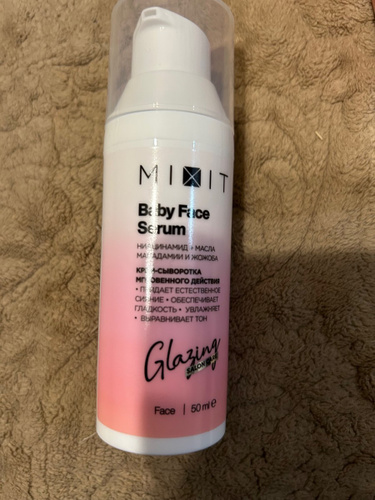 MIXIT
Baby Face
Serum
НИАЦИНАМИД • МАСЛА
МАКАДАМИИ И ЖОЖОБА
КРЕМ-СЫВОРОТКА
МГНОВЕННОГО ДЕЙСТВИЯ
• ПРИДАЕТ ЕСТЕСТВЕННОЕ
СИЯНИЕ • ОБЕСПЕЧИВАЕТ
ГЛАДКОСТЬ • УВЛАЖНЯЕТ
• ВЫРАВНИВАЕТ ТОН
Glazing
SALON
Face | 50 ml e